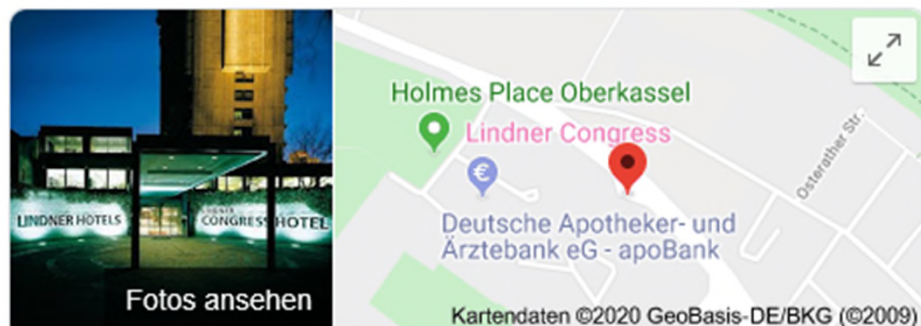 LINDNER HOTELS
LINDNER
CONGRESS HOTEL
Fotos ansehen
Holmes Place Oberkassel
Lindner Congress
€
Deutsche Apotheker- und
Ärztebank eG - apoBank
Osterather Str.
Kartendaten ©2020 GeoBasis-DE/BKG (©2009)